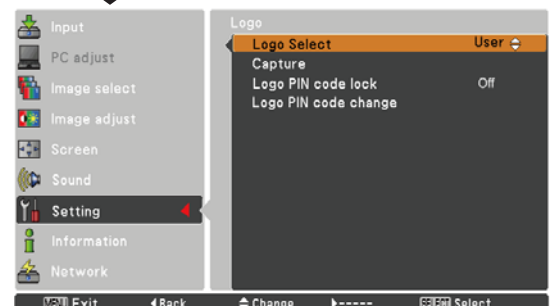 Input
PC adjust
Image select
Image adjust
Screen
Sound
Setting
Information
Network
Logo
Logo Select User
Capture
Logo PIN code lock Off
Logo PIN code change
MENU Exit Back Change ----- Select